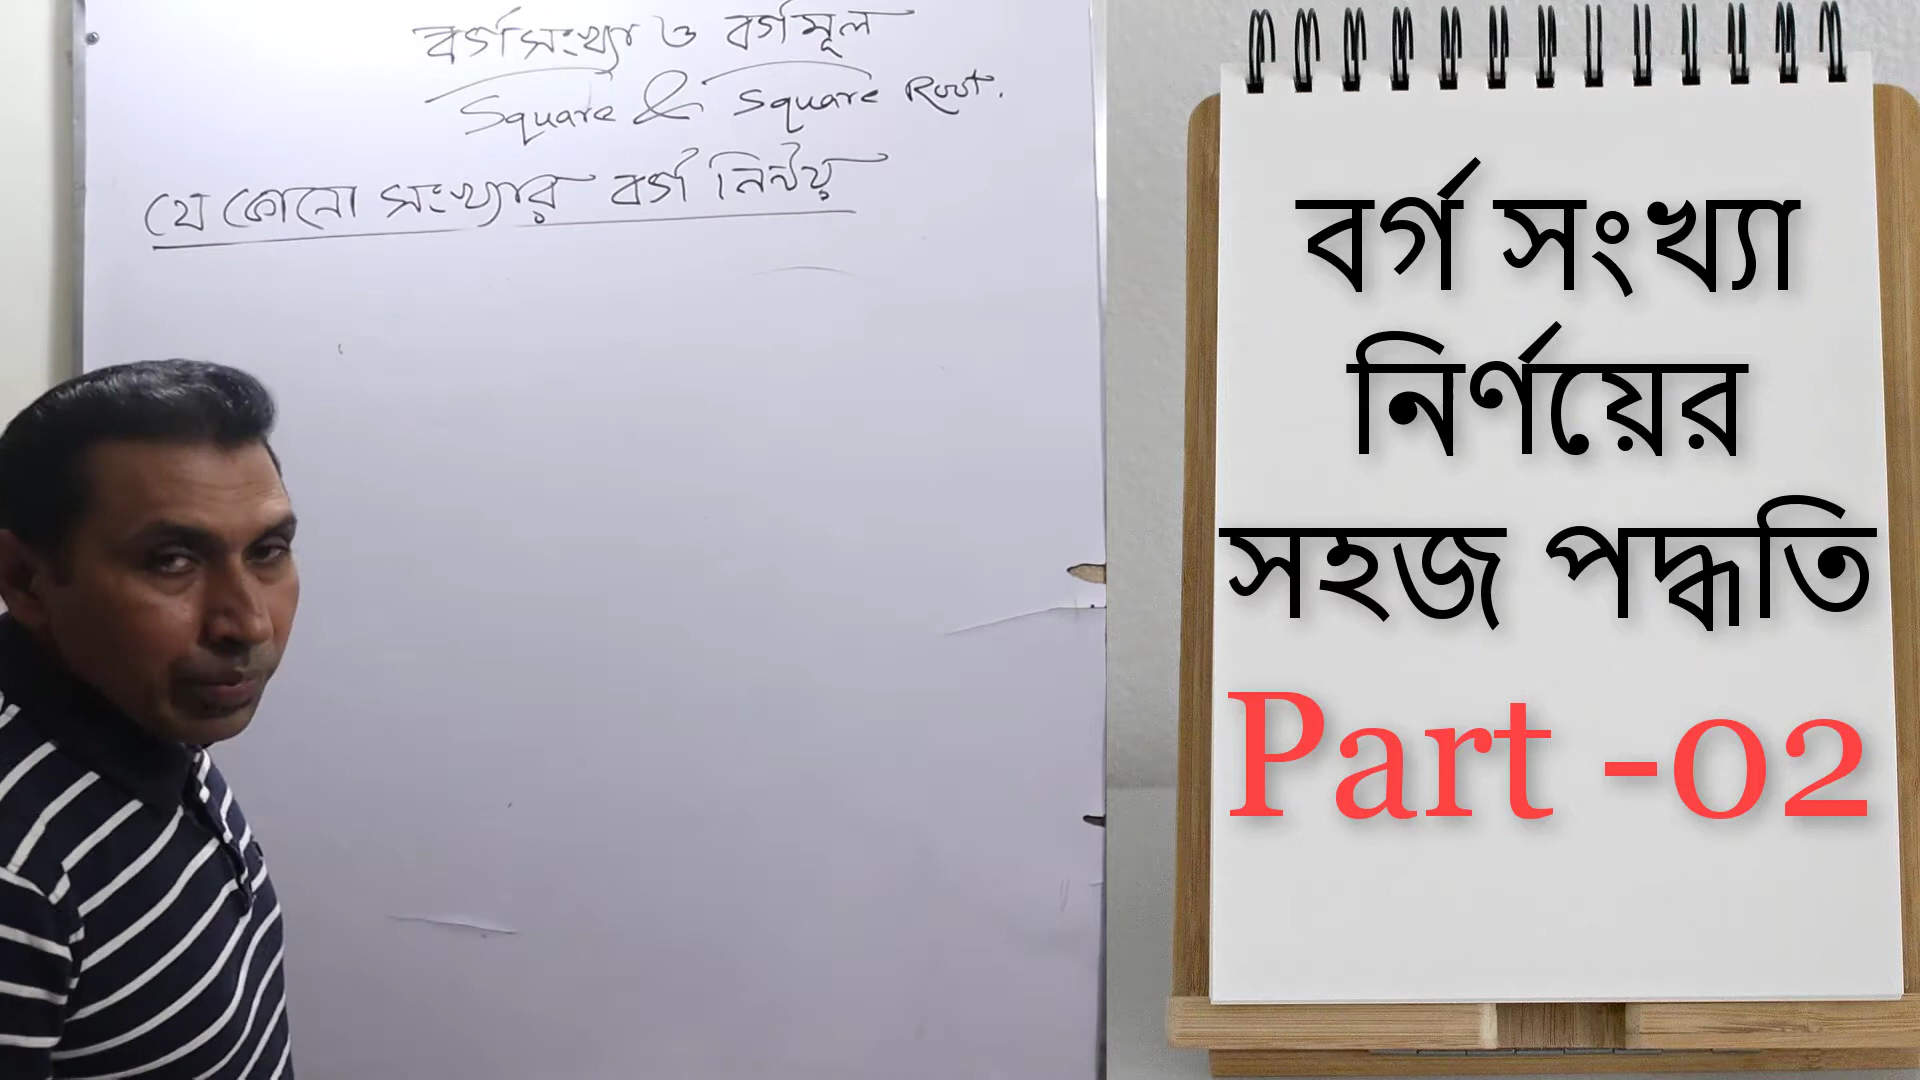 বর্গসংখ্যা ও বর্গমূল
Square & Square Root.
যে কোনো সংখ্যার বর্গ নির্ণয়
বর্গ সংখ্যা
নির্ণয়ের
সহজ পদ্ধতি
Part -02